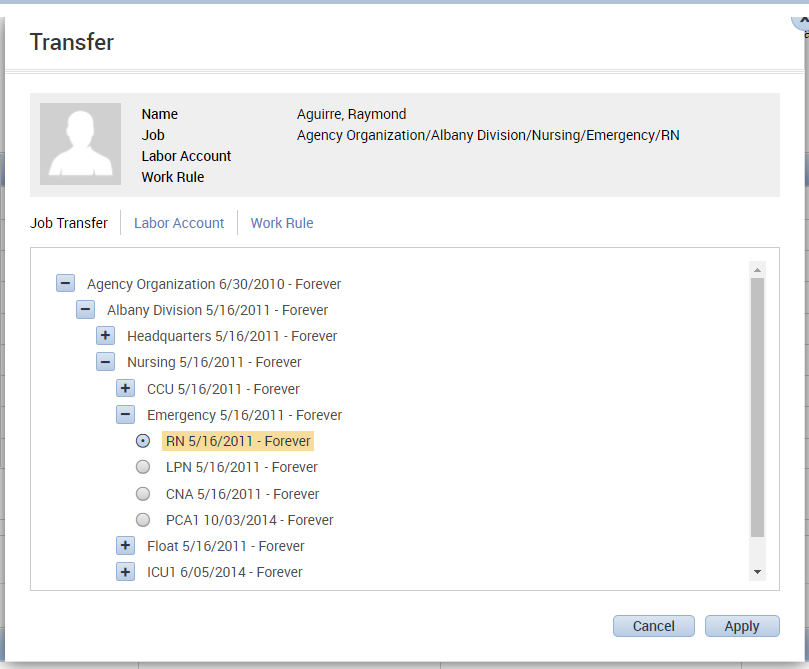 Transfer
Name Aguirre, Raymond
Job Agency Organization/Albany Division/Nursing/Emergency/RN
Labor Account
Work Rule
Job Transfer Labor Account Work Rule
Agency Organization 6/30/2010 - Forever
Albany Division 5/16/2011 - Forever
Headquarters 5/16/2011 - Forever
Nursing 5/16/2011 - Forever
CCU 5/16/2011 - Forever
Emergency 5/16/2011 - Forever
RN 5/16/2011 - Forever
LPN 5/16/2011 - Forever
CNA 5/16/2011 - Forever
PCA1 10/03/2014 - Forever
Float 5/16/2011 - Forever
ICU1 6/05/2014 - Forever
Cancel Apply